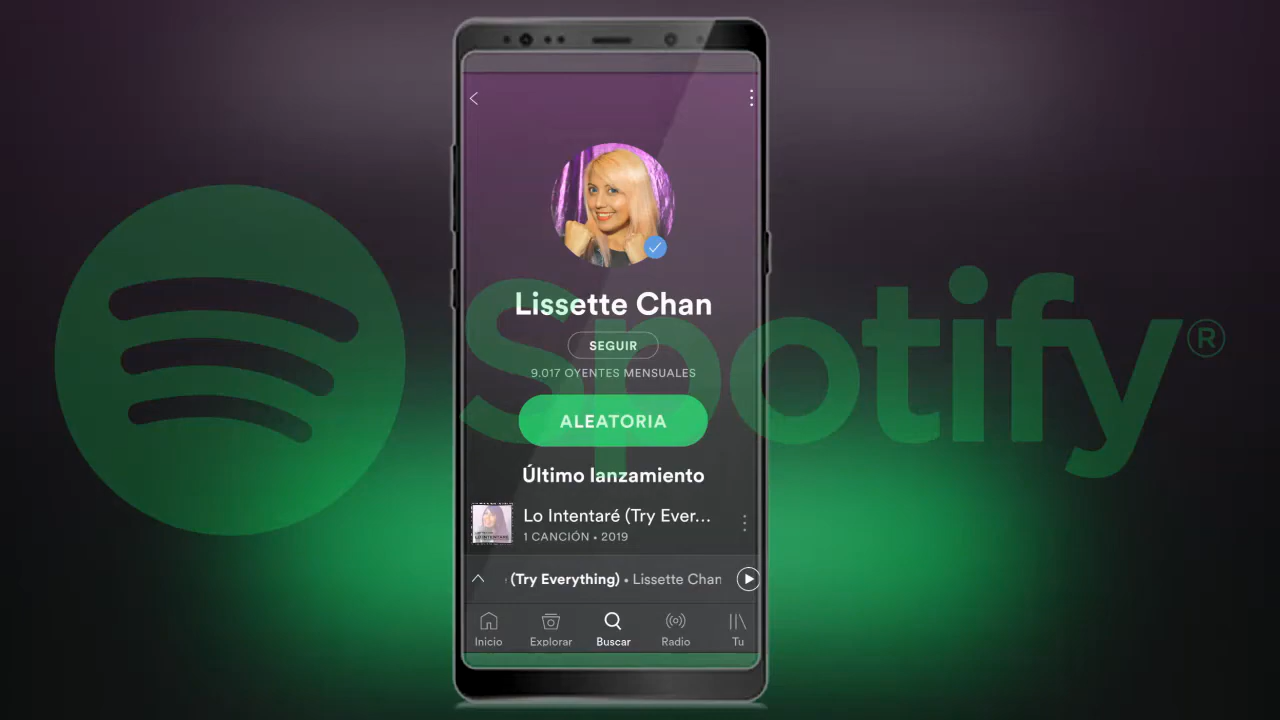 Spotify®
Lissette Chan
SEGUIR
9.017 OYENTES MENSUALES
ALEATORIA
Último lanzamiento
Lo Intentaré (Try Ever...
1 CANCIÓN • 2019
(Try Everything) • Lissette Chan
Inicio Explorar Buscar Radio Tu